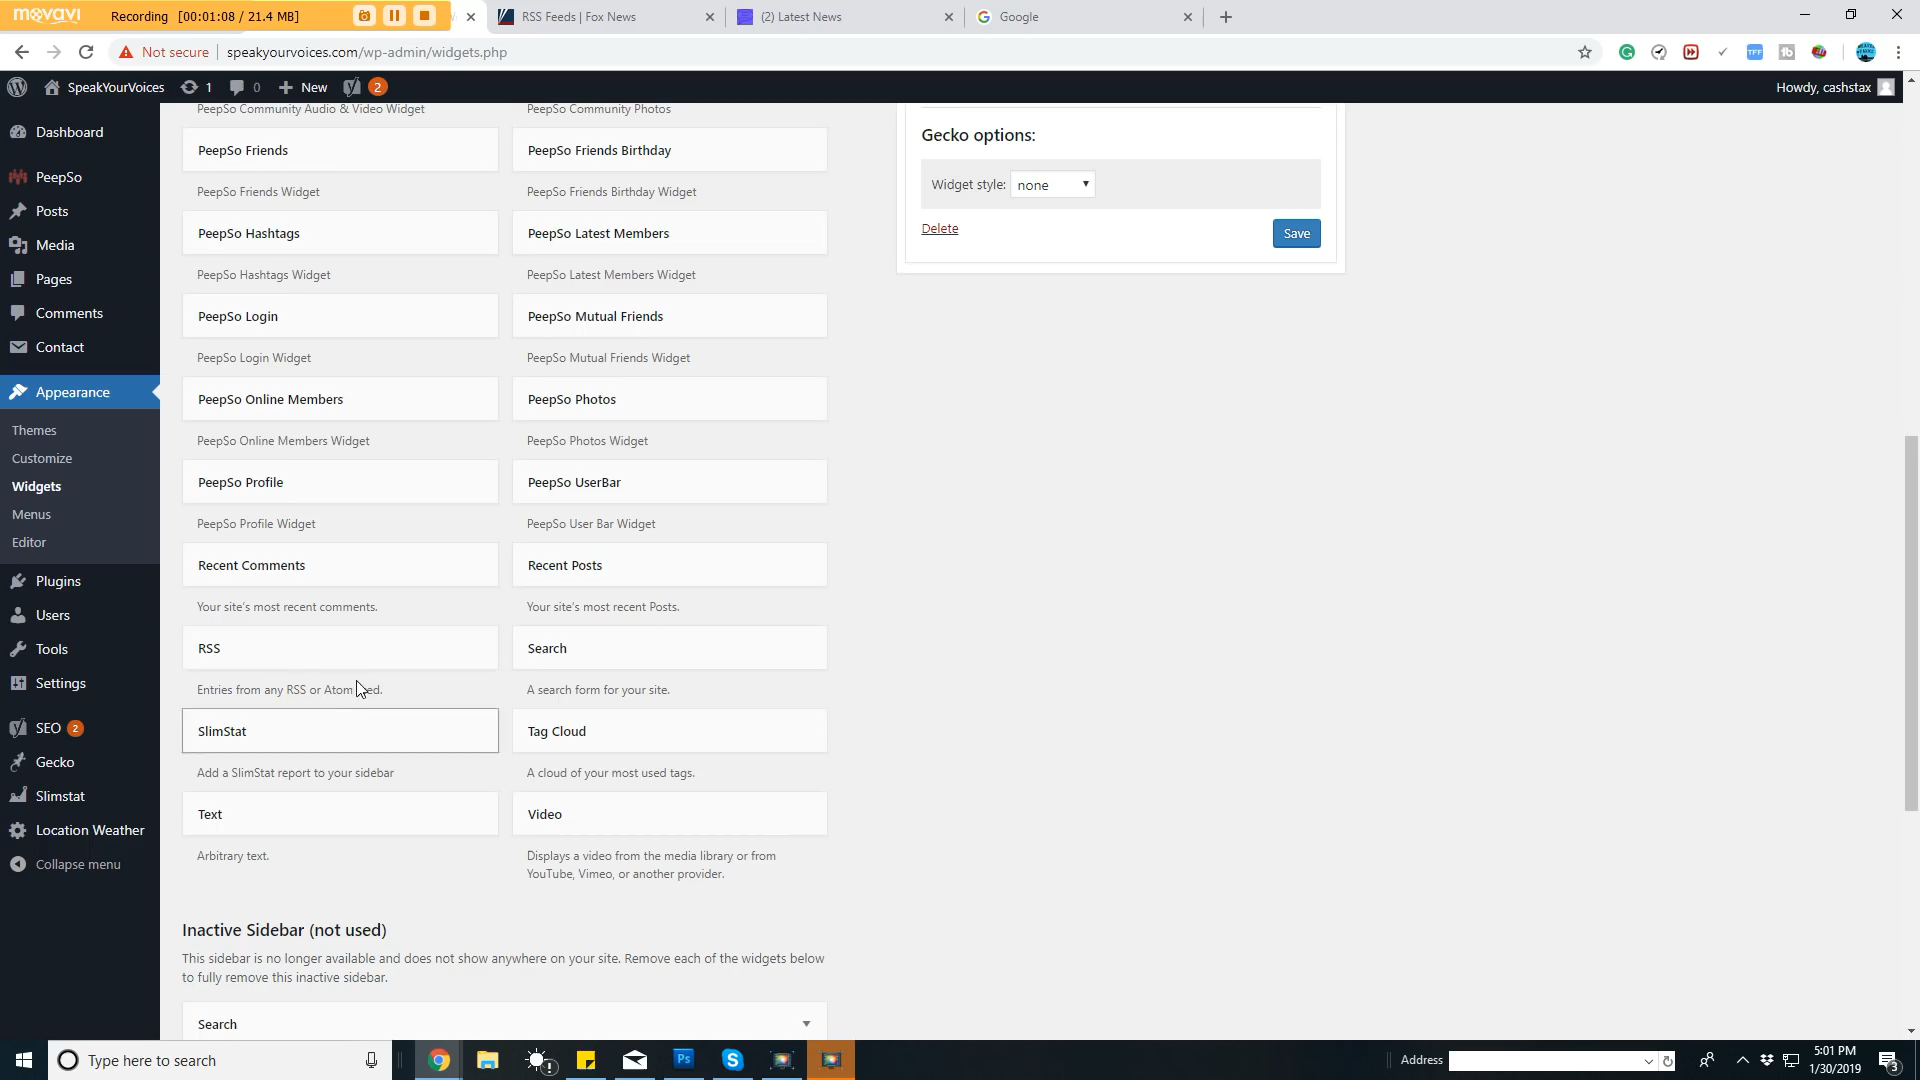 movavi Recording [00:01:08 / 21.4 MB]
RSS Feeds | Fox News
(2) Latest News
Google
Not secure speakyourvoices.com/wp-admin/widgets.php
SpeakYourVoices 1 0 New 2 Howdy, cashstax
Dashboard
PeepSo
Posts
Media
Pages
Comments
Contact
Appearance
Themes
Customize
Widgets
Menus
Editor
Plugins
Users
Tools
Settings
SEO 2
Gecko
Slimstat
Location Weather
Collapse menu
PeepSo Community Audio & Video Widget PeepSo Community Photos
PeepSo Friends PeepSo Friends Birthday
PeepSo Friends Widget PeepSo Friends Birthday Widget
PeepSo Hashtags PeepSo Latest Members
PeepSo Hashtags Widget PeepSo Latest Members Widget
PeepSo Login PeepSo Mutual Friends
PeepSo Login Widget PeepSo Mutual Friends Widget
PeepSo Online Members PeepSo Photos
PeepSo Online Members Widget PeepSo Photos Widget
PeepSo Profile PeepSo UserBar
PeepSo Profile Widget PeepSo User Bar Widget
Recent Comments Recent Posts
Your site's most recent comments. Your site's most recent Posts.
RSS Search
Entries from any RSS or Atom A search form for your site.
SlimStat Tag Cloud
Add a SlimStat report to your sidebar A cloud of your most used tags.
Text Video
Arbitrary text. Displays a video from the media library or from
YouTube, Vimeo, or another provider.
Inactive Sidebar (not used)
This sidebar is no longer available and does not show anywhere on your site. Remove each of the widgets below
to fully remove this inactive sidebar.
Search
Gecko options:
Widget style: none
Delete Save
Type here to search
Address
5:01 PM
1/30/2019
3